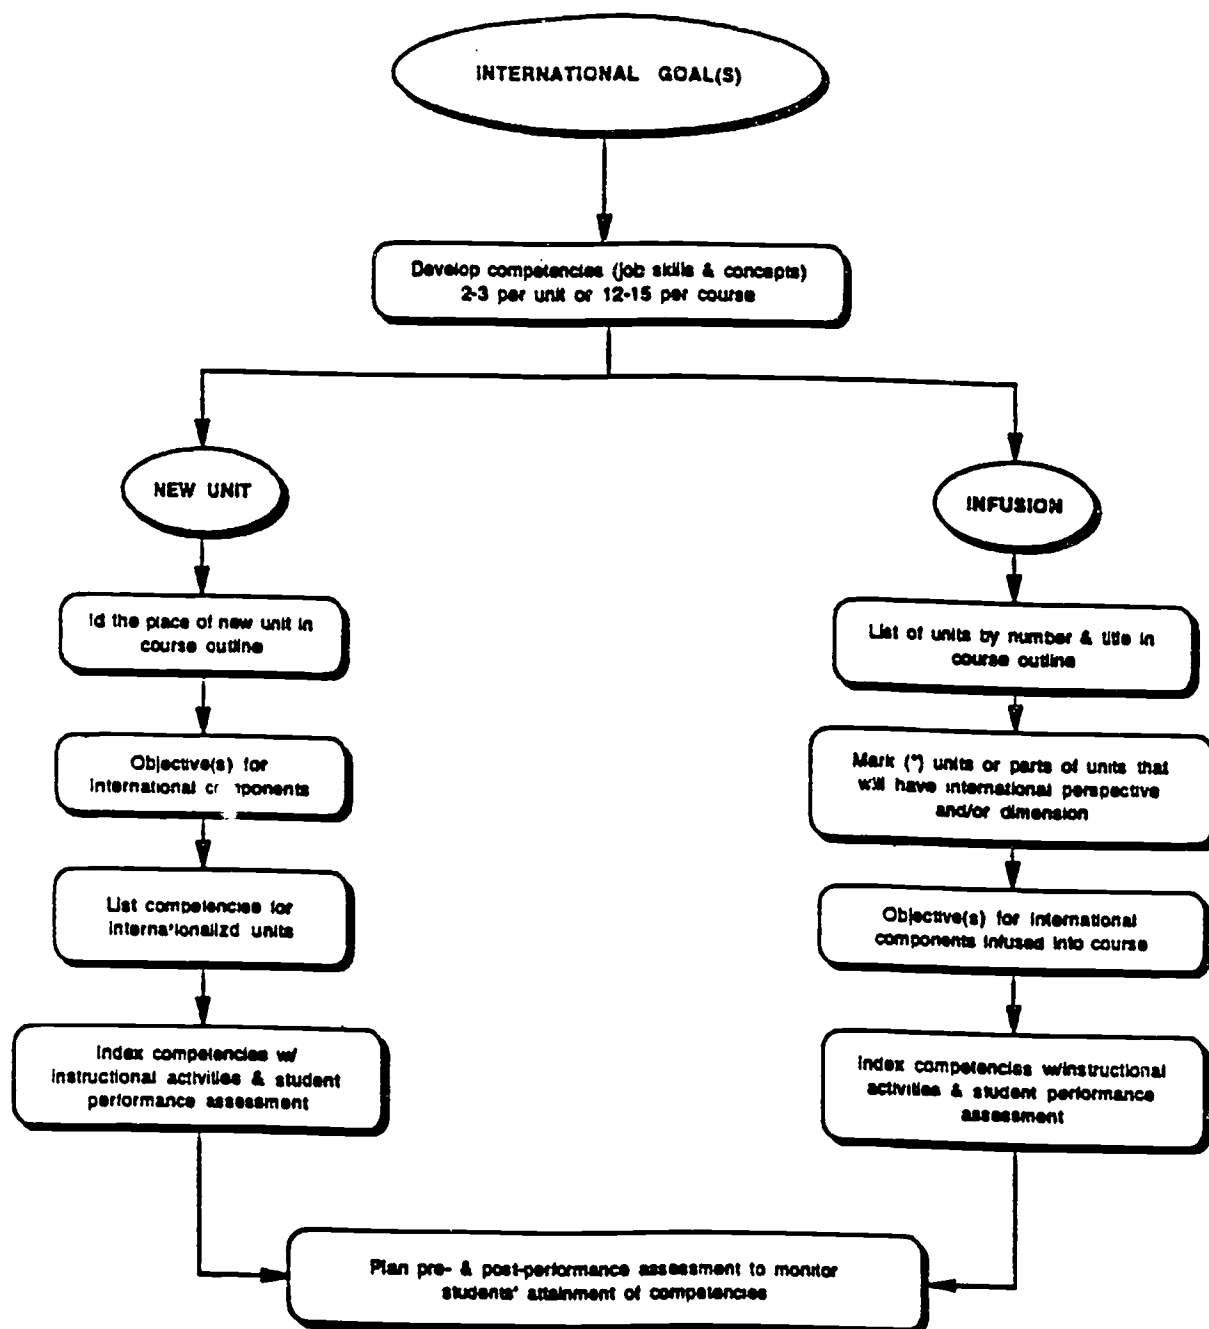 INTERNATIONAL GOAL(S)
Develop competencies (job skills & concepts)
2-3 per unit or 12-15 per course
NEW UNIT
Id the place of new unit in
course outline
Objective(s) for
international components
List competencies for
internationalizd units
Index competencies w/
instructional activities & student
performance assessment
INFUSION
List of units by number & title in
course outline
Mark (*) units or parts of units that
will have international perspective
and/or dimension
Objective(s) for international
components infused into course
Index competencies w/instructional
activities & student performance
assessment
Plan pre- & post-performance assessment to monitor
students' attainment of competencies